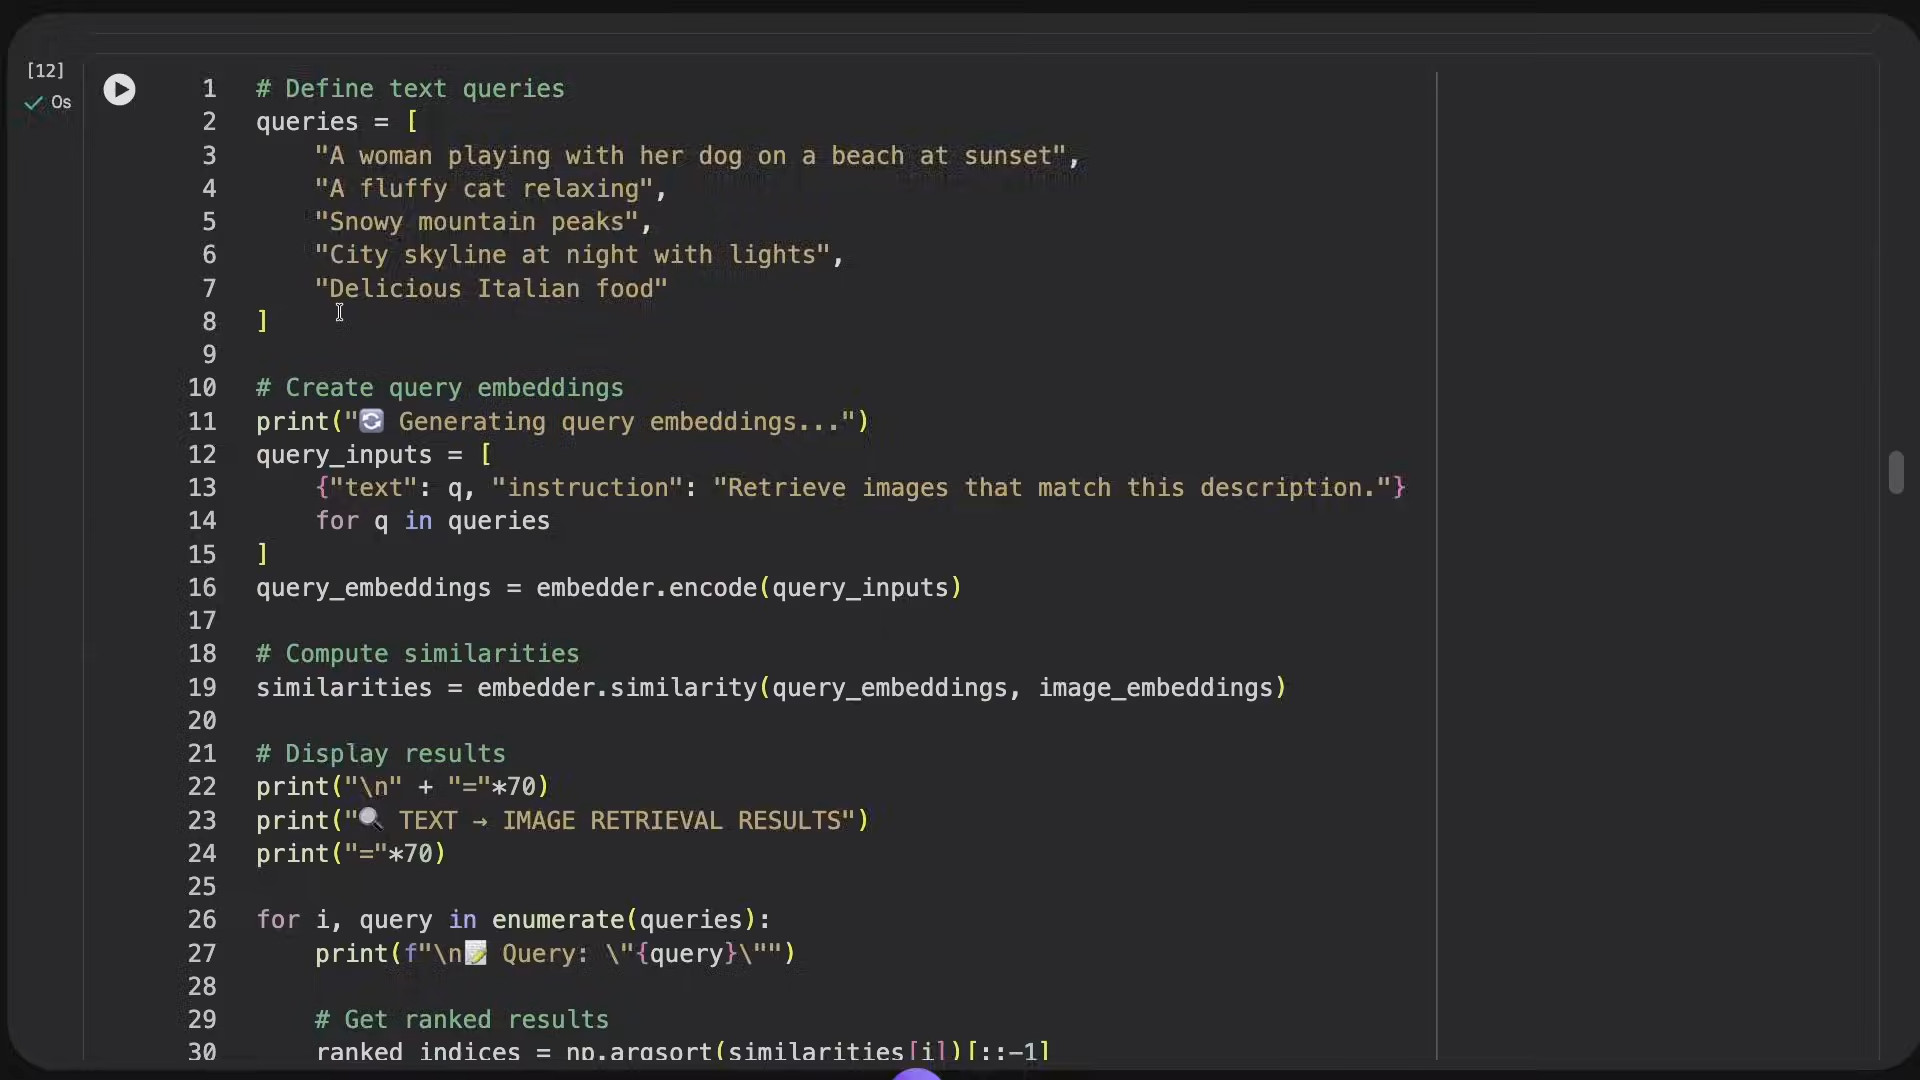 [12]
0s
1 # Define text queries
2 queries = [
3     "A woman playing with her dog on a beach at sunset",
4     "A fluffy cat relaxing",
5     "Snowy mountain peaks",
6     "City skyline at night with lights",
7     "Delicious Italian food"
8 ]
9
10 # Create query embeddings
11 print("🔄 Generating query embeddings...")
12 query_inputs = [
13     {"text": q, "instruction": "Retrieve images that match this description."}
14     for q in queries
15 ]
16 query_embeddings = embedder.encode(query_inputs)
17
18 # Compute similarities
19 similarities = embedder.similarity(query_embeddings, image_embeddings)
20
21 # Display results
22 print("\n" + "="*70)
23 print("🔍 TEXT → IMAGE RETRIEVAL RESULTS")
24 print("="*70)
25
26 for i, query in enumerate(queries):
27     print(f"\n📝 Query: \"{query}\"")
28
29     # Get ranked results
30     ranked_indices = np.argsort(similarities[i])[::-1]